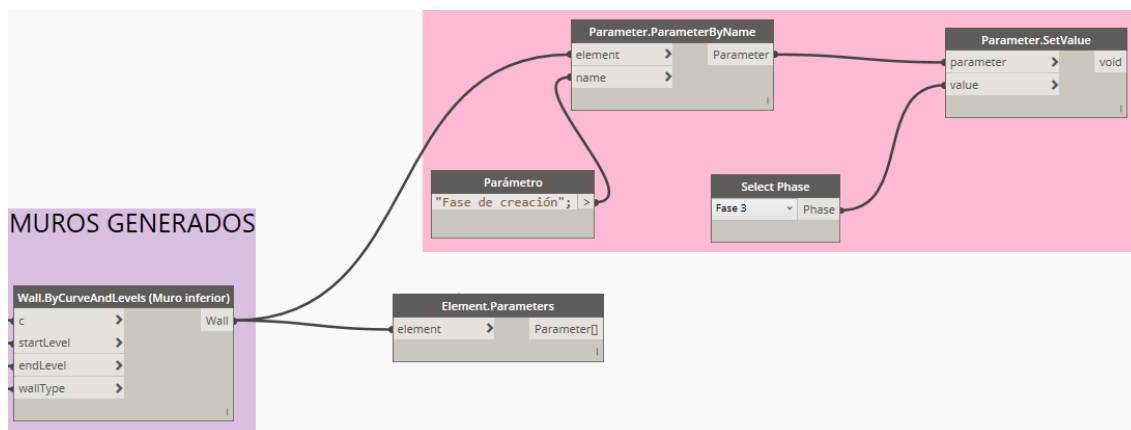 Parameter.ParameterByName
element > Parameter
name >
Parameter.SetValue
parameter > void
value >
Parámetro
"Fase de creación"; >
Select Phase
Fase 3 Phase
MUROS GENERADOS
Wall.ByCurveAndLevels (Muro inferior)
c > Wall
startLevel >
endLevel >
wallType >
Element.Parameters
element > Parameter[]